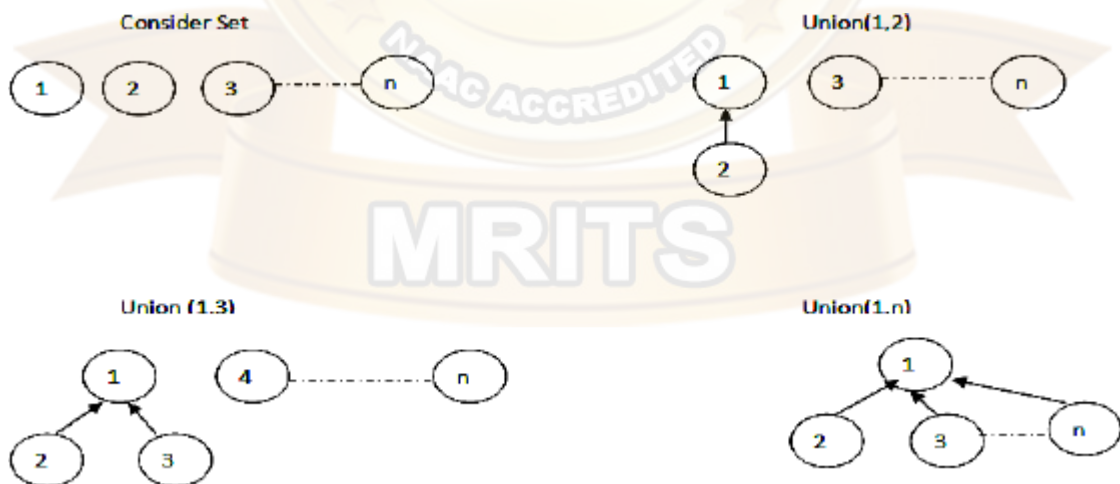 Consider Set
Union(1,2)
1 2 3 n
1 3 n
2
NAAC ACCREDITED
MRITS
Union (1,3)
Union(1,n)
1 4 n
2 3
1
2 3 n